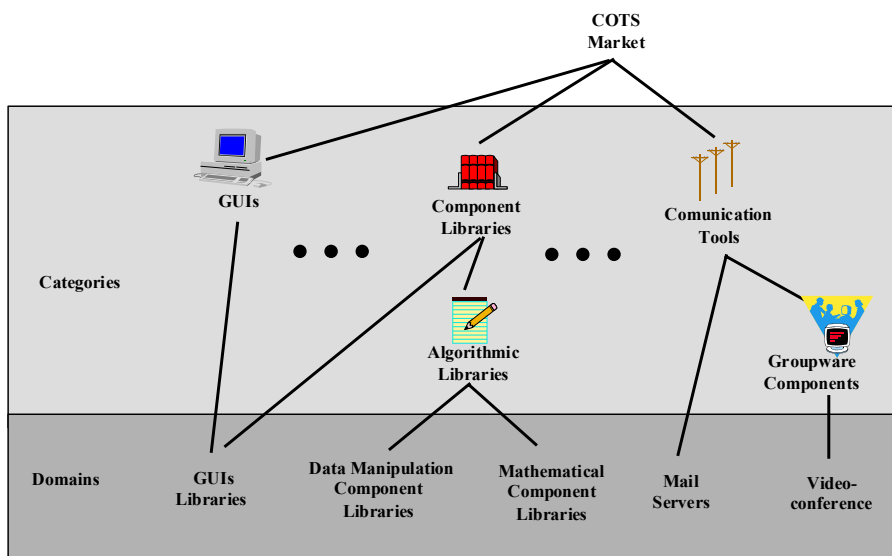 COTS
Market
GUIs
Component
Libraries
Comunication
Tools
Categories
Algorithmic
Libraries
Groupware
Components
Domains
GUIs
Libraries
Data Manipulation
Component
Libraries
Mathematical
Component
Libraries
Mail
Servers
Video-
conference